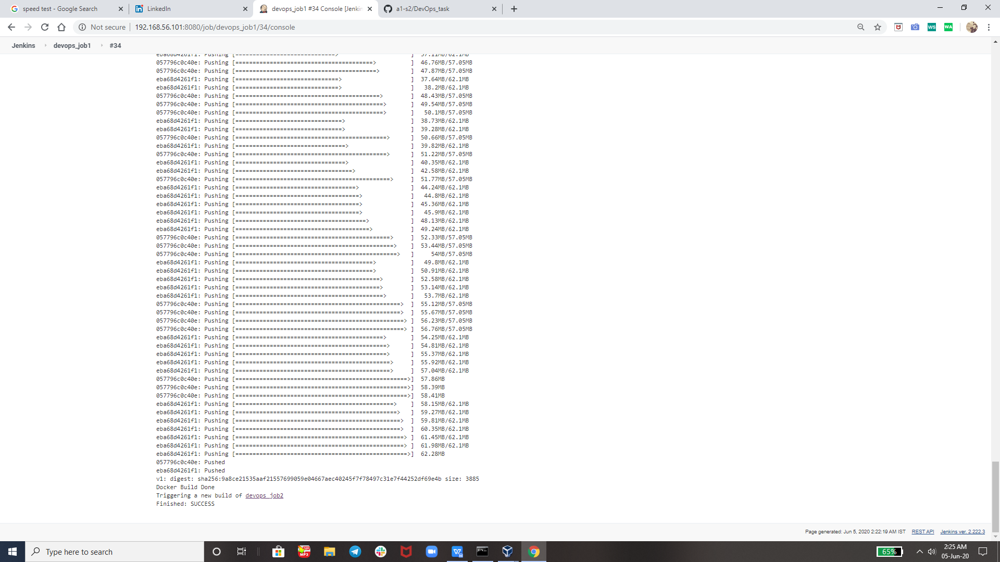 speed test - Google Search
LinkedIn
devops_job1 #34 Console [Jenkin
a1-s2/DevOps_task
Not secure
192.168.56.101:8080/job/devops_job1/34/console
Jenkins
devops_job1
#34
eba68d4261f1: Pushing [=============================> ] 37.11MB/62.1MB
057796c0c40e: Pushing [========================================> ] 46.76MB/57.05MB
057796c0c40e: Pushing [=========================================> ] 47.87MB/57.05MB
eba68d4261f1: Pushing [==============================> ] 37.64MB/62.1MB
eba68d4261f1: Pushing [==============================> ] 38.2MB/62.1MB
057796c0c40e: Pushing [==========================================> ] 48.43MB/57.05MB
057796c0c40e: Pushing [===========================================> ] 49.54MB/57.05MB
057796c0c40e: Pushing [===========================================> ] 50.1MB/57.05MB
eba68d4261f1: Pushing [===============================> ] 38.73MB/62.1MB
eba68d4261f1: Pushing [===============================> ] 39.28MB/62.1MB
057796c0c40e: Pushing [============================================> ] 50.66MB/57.05MB
eba68d4261f1: Pushing [================================> ] 39.82MB/62.1MB
057796c0c40e: Pushing [============================================> ] 51.22MB/57.05MB
eba68d4261f1: Pushing [================================> ] 40.35MB/62.1MB
eba68d4261f1: Pushing [==================================> ] 42.58MB/62.1MB
057796c0c40e: Pushing [=============================================> ] 51.77MB/57.05MB
eba68d4261f1: Pushing [===================================> ] 44.24MB/62.1MB
eba68d4261f1: Pushing [====================================> ] 44.8MB/62.1MB
eba68d4261f1: Pushing [====================================> ] 45.36MB/62.1MB
eba68d4261f1: Pushing [====================================> ] 45.9MB/62.1MB
eba68d4261f1: Pushing [======================================> ] 48.13MB/62.1MB
eba68d4261f1: Pushing [=======================================> ] 49.24MB/62.1MB
057796c0c40e: Pushing [=============================================> ] 52.33MB/57.05MB
057796c0c40e: Pushing [==============================================> ] 53.44MB/57.05MB
057796c0c40e: Pushing [===============================================> ] 54MB/57.05MB
eba68d4261f1: Pushing [========================================> ] 49.8MB/62.1MB
eba68d4261f1: Pushing [========================================> ] 50.91MB/62.1MB
eba68d4261f1: Pushing [==========================================> ] 52.58MB/62.1MB
eba68d4261f1: Pushing [==========================================> ] 53.14MB/62.1MB
eba68d4261f1: Pushing [===========================================> ] 53.7MB/62.1MB
057796c0c40e: Pushing [================================================> ] 55.12MB/57.05MB
057796c0c40e: Pushing [================================================> ] 55.67MB/57.05MB
057796c0c40e: Pushing [=================================================> ] 56.23MB/57.05MB
057796c0c40e: Pushing [=================================================> ] 56.76MB/57.05MB
eba68d4261f1: Pushing [===========================================> ] 54.25MB/62.1MB
eba68d4261f1: Pushing [============================================> ] 54.81MB/62.1MB
eba68d4261f1: Pushing [============================================> ] 55.37MB/62.1MB
eba68d4261f1: Pushing [=============================================> ] 55.92MB/62.1MB
eba68d4261f1: Pushing [=============================================> ] 57.04MB/62.1MB
057796c0c40e: Pushing [==================================================>] 57.86MB
057796c0c40e: Pushing [==================================================>] 58.39MB
057796c0c40e: Pushing [==================================================>] 58.41MB
eba68d4261f1: Pushing [==============================================> ] 58.15MB/62.1MB
eba68d4261f1: Pushing [===============================================> ] 59.27MB/62.1MB
eba68d4261f1: Pushing [================================================> ] 59.81MB/62.1MB
eba68d4261f1: Pushing [================================================> ] 60.35MB/62.1MB
eba68d4261f1: Pushing [=================================================> ] 61.45MB/62.1MB
eba68d4261f1: Pushing [=================================================> ] 61.98MB/62.1MB
eba68d4261f1: Pushing [==================================================>] 62.28MB
057796c0c40e: Pushed
eba68d4261f1: Pushed
v1: digest: sha256:9a8ce21535aaf21557699059e04667aec40245f7f78497c31e7f44252df69e4b size: 3885
Docker Build Done
Triggering a new build of devops_job2
Finished: SUCCESS
Page generated: Jun 5, 2020 2:22:19 AM IST
REST API
Jenkins ver. 2.222.3
Type here to search
MP3
65%
2:25 AM
05-Jun-20
WS
WA